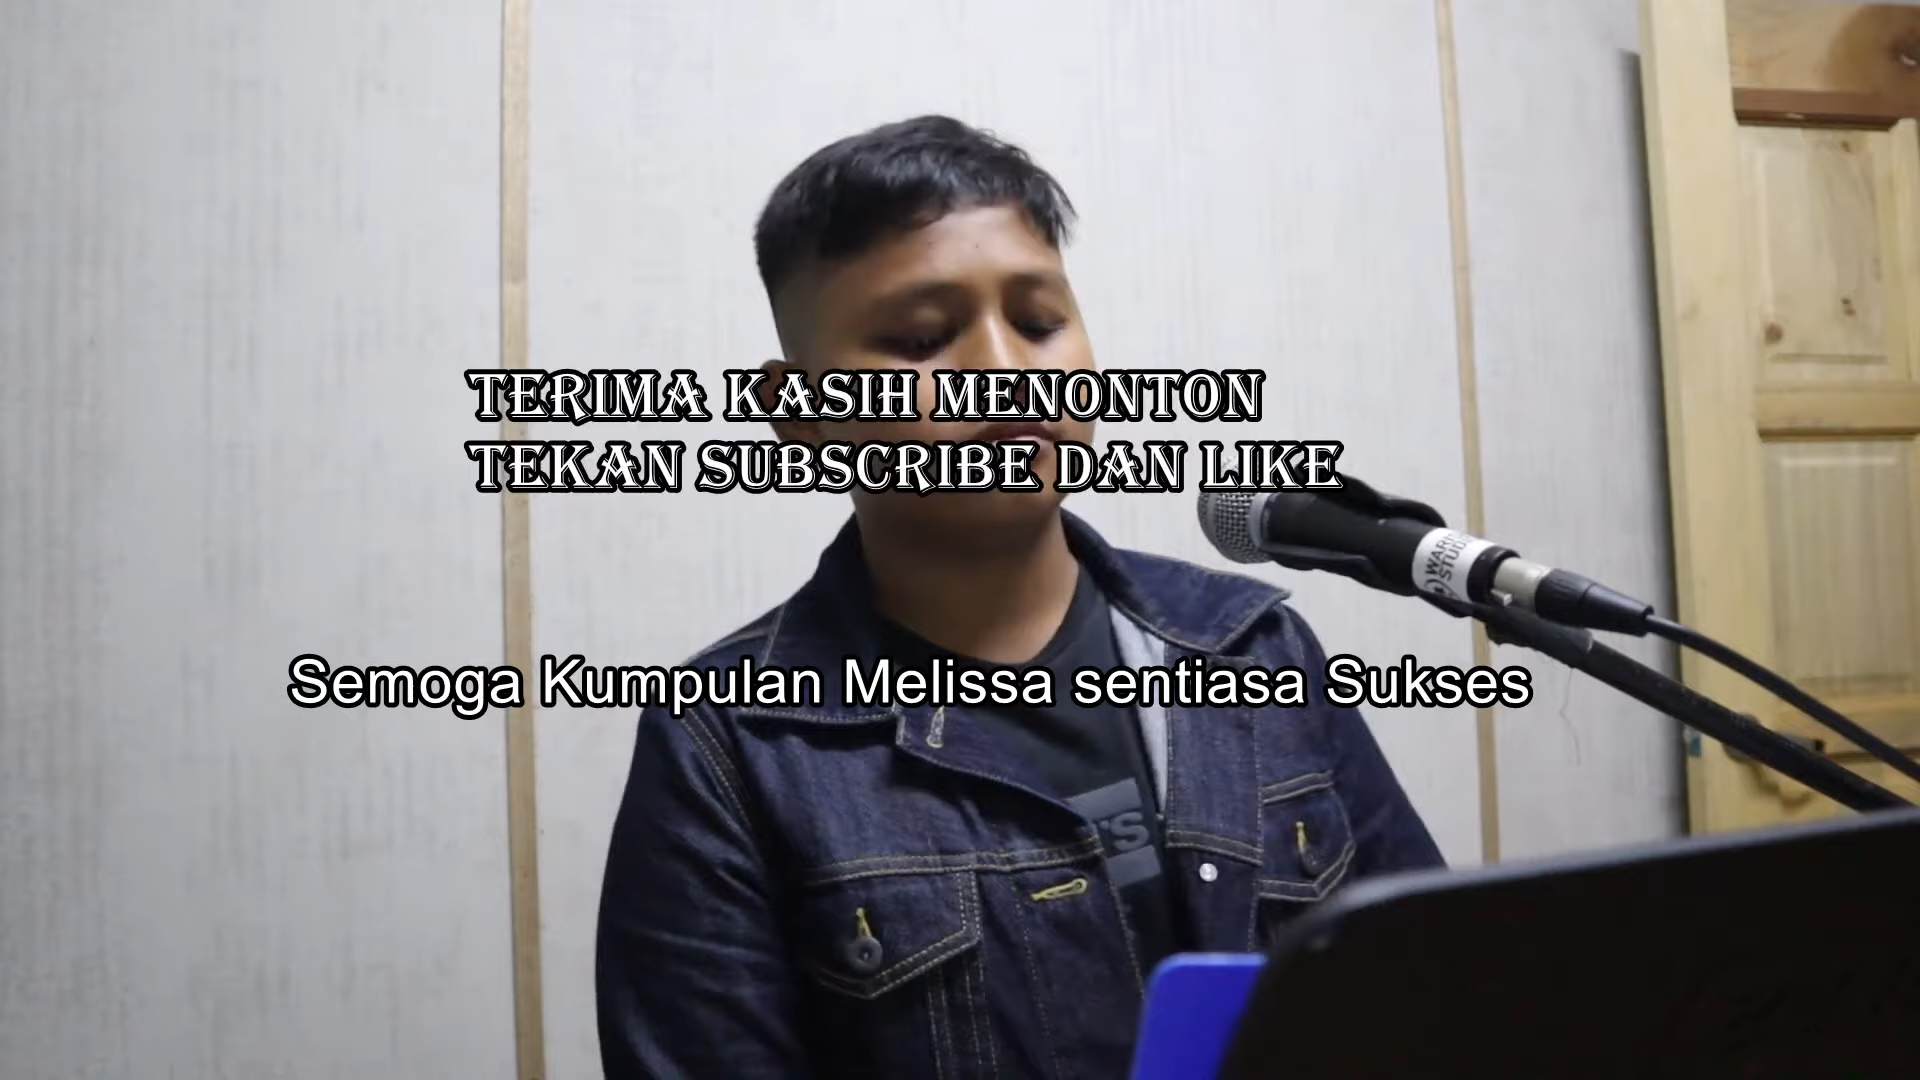 TERIMA KASIH MENONTON
TEKAN SUBSCRIBE DAN LIKE
Semoga Kumpulan Melissa sentiasa Sukses